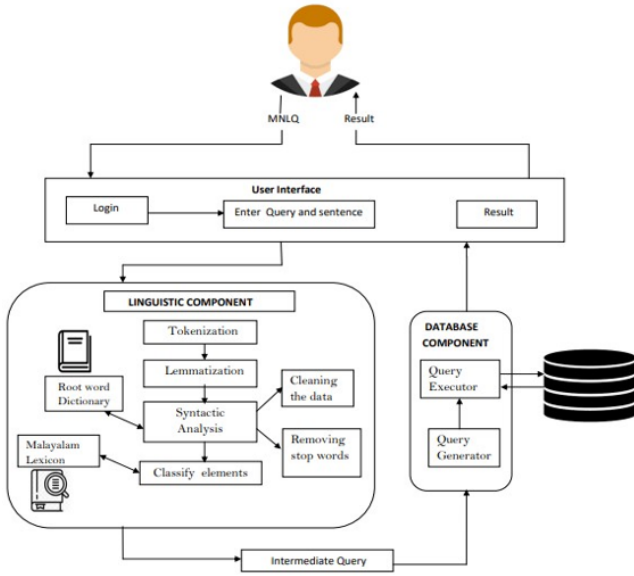 MNLQ
Result
User Interface
Login
Enter Query and sentence
Result
LINGUISTIC COMPONENT
Tokenization
Lemmatization
Root word
Dictionary
Syntactic
Analysis
Cleaning
the data
Removing
stop words
Malayalam
Lexicon
Classify elements
DATABASE
COMPONENT
Query
Executor
Query
Generator
Intermediate Query